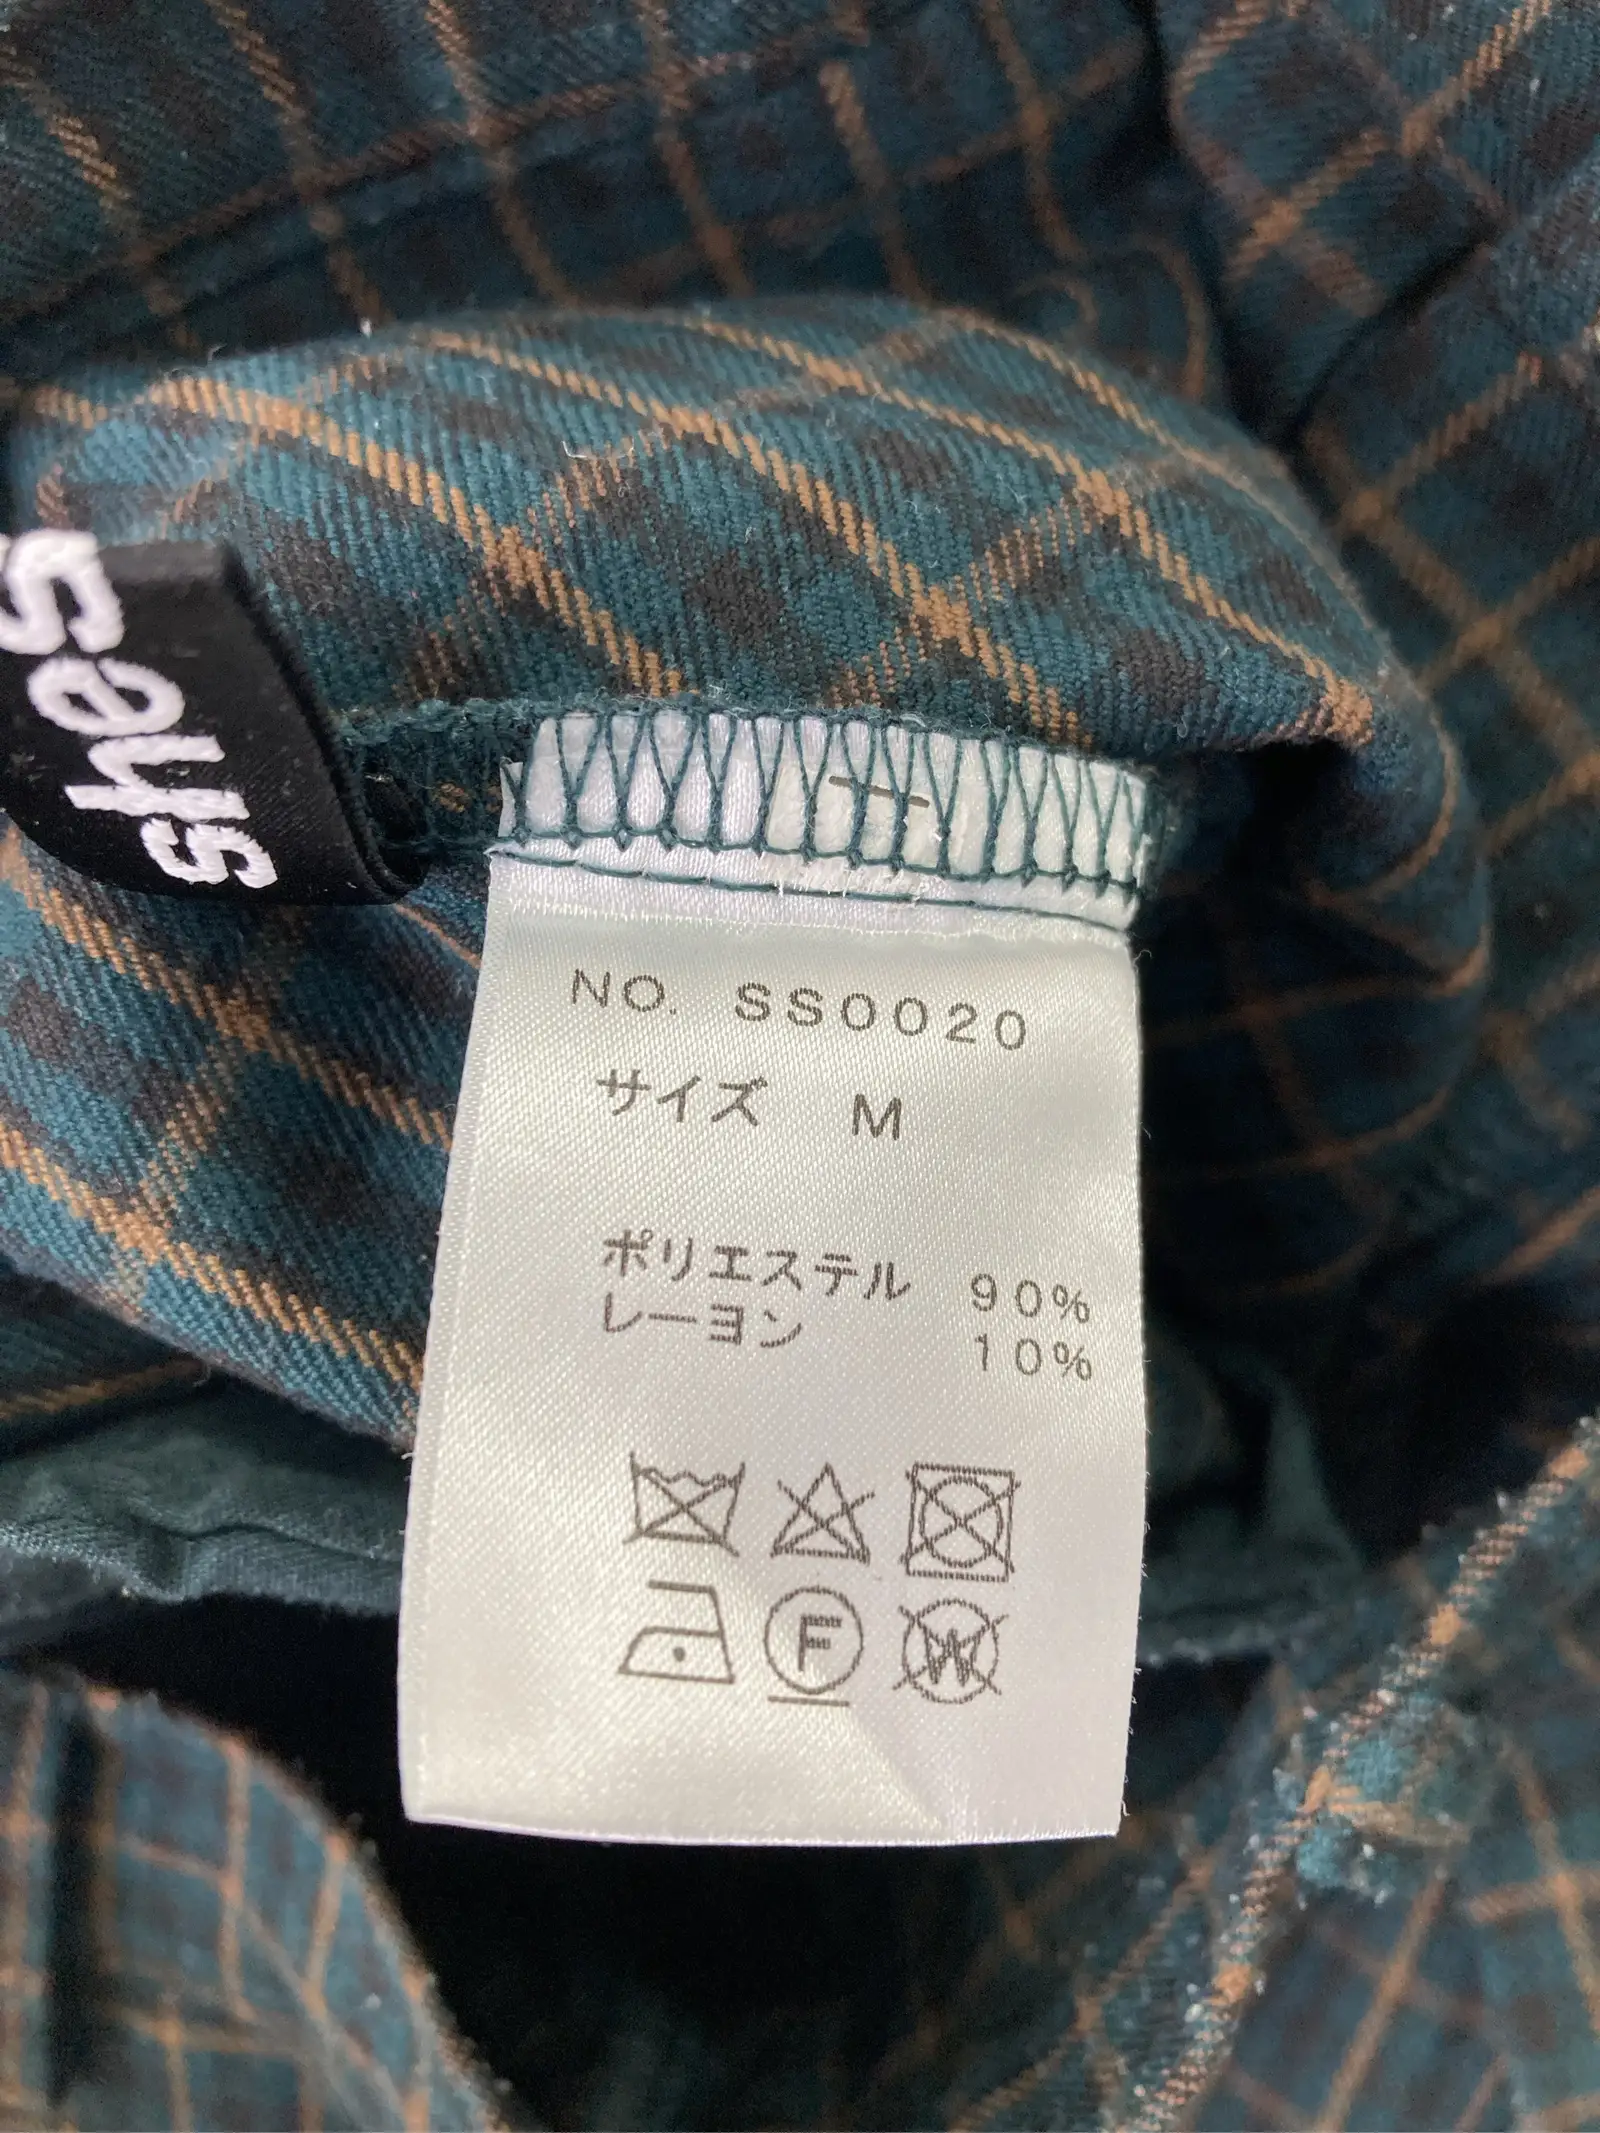 NO. SS0020
サイズ M
ポリエステル 90%
レーヨン 10%
F
W